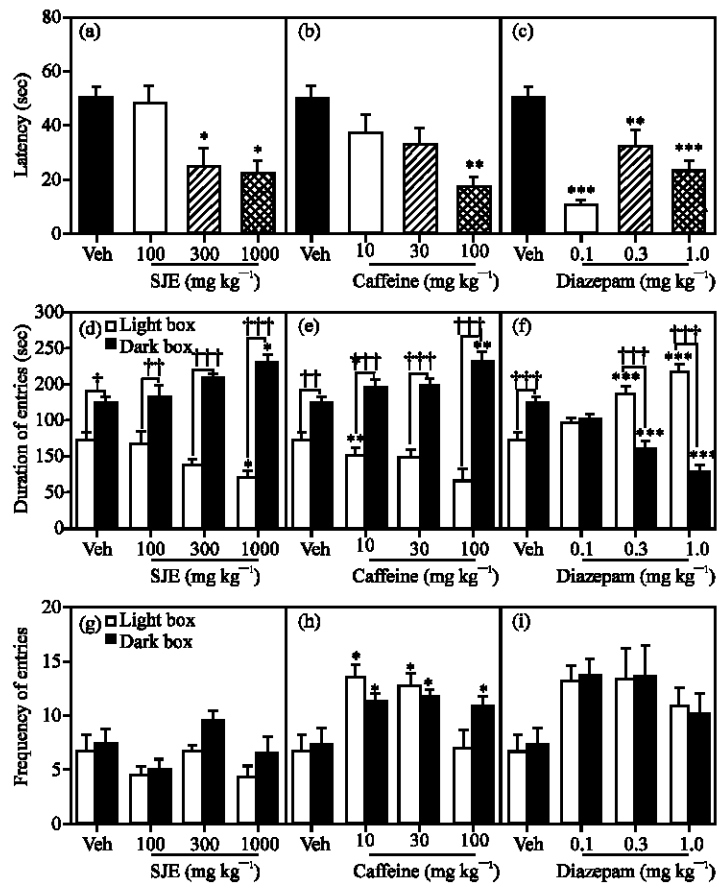 (a) (b) (c)
80
60
40
20
0
Latency (sec)
* * ** *** ** ***
Veh 100 300 1000 Veh 10 30 100 Veh 0.1 0.3 1.0
SJE (mg kg⁻¹) Caffeine (mg kg⁻¹) Diazepam (mg kg⁻¹)
(d) Light box (e) (f)
Dark box
300
250
200
100
150
50
0
Duration of entries (sec)
† †† ††† ††† †† ††† ††† ††† ††† ††† †††
* * * ** ** *** *** *** ***
Veh 100 300 1000 Veh 10 30 100 Veh 0.1 0.3 1.0
SJE (mg kg⁻¹) Caffeine (mg kg⁻¹) Diazepam (mg kg⁻¹)
(g) Light box (h) (i)
Dark box
20
15
10
5
0
Frequency of entries
* * * * *
Veh 100 300 1000 Veh 10 30 100 Veh 0.1 0.3 1.0
SJE (mg kg⁻¹) Caffeine (mg kg⁻¹) Diazepam (mg kg⁻¹)